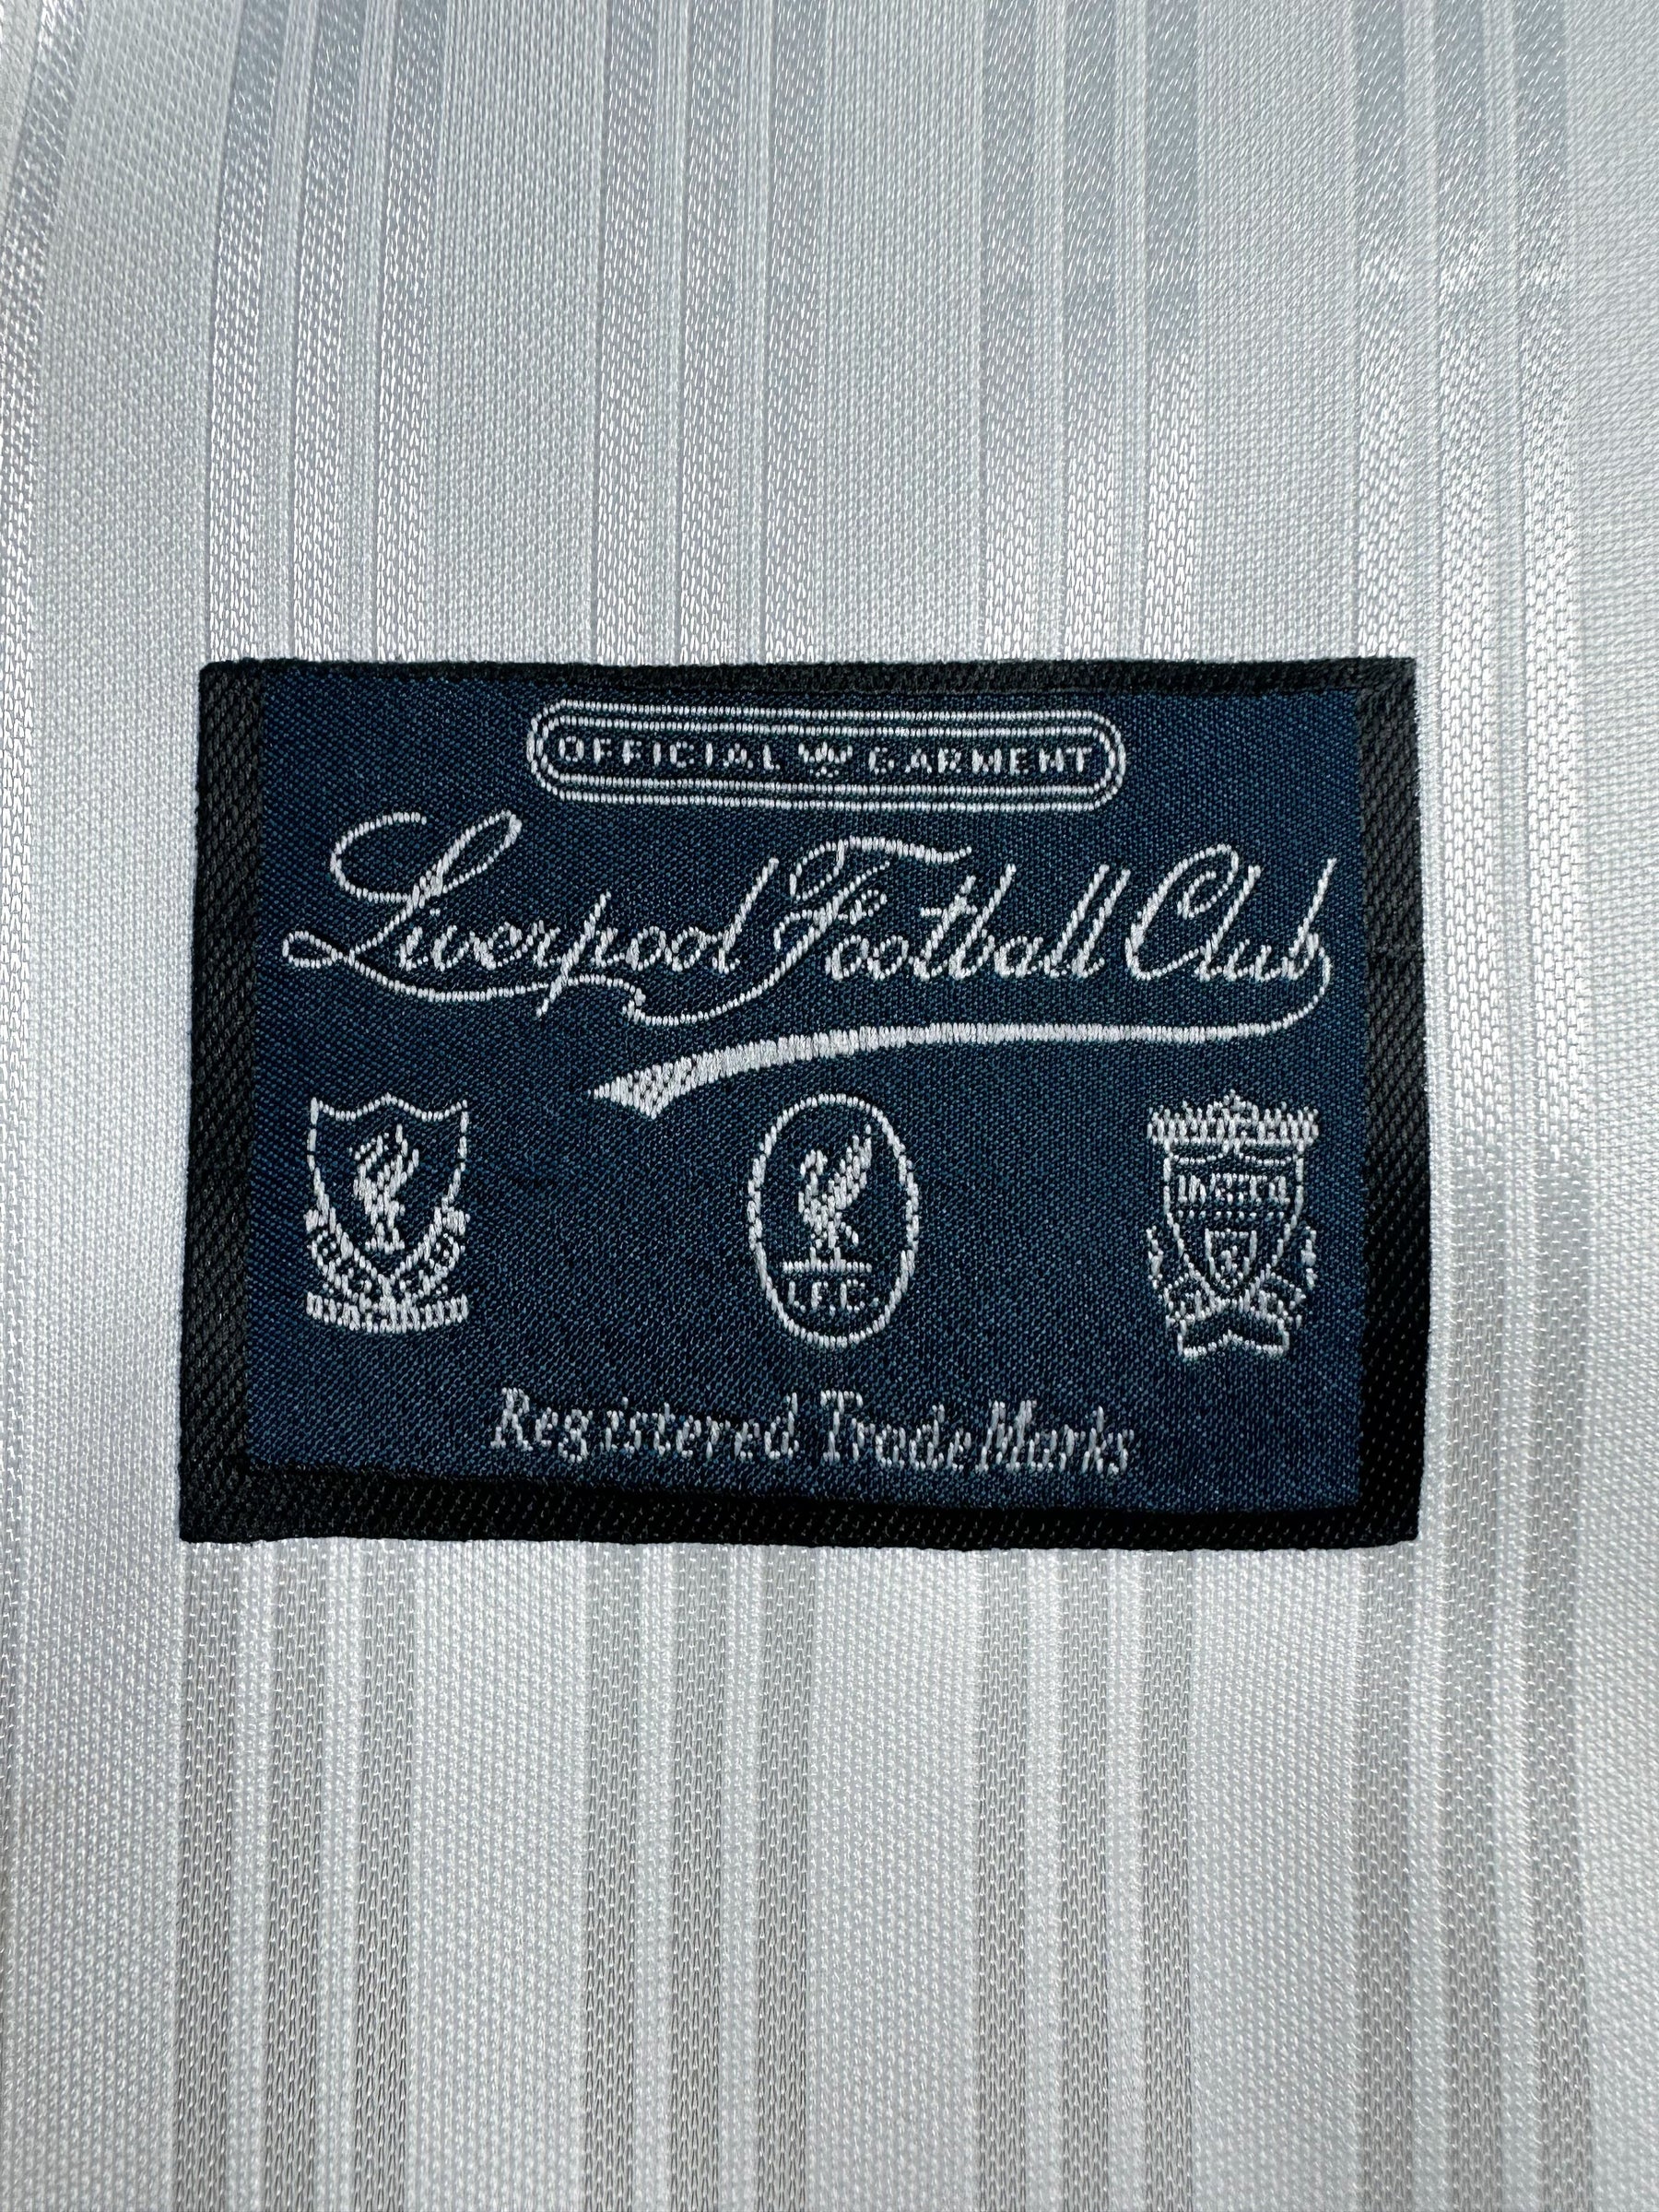 OFFICIAL GARMENT
Liverpool Football Club
L.F.C.
Registered Trade Marks